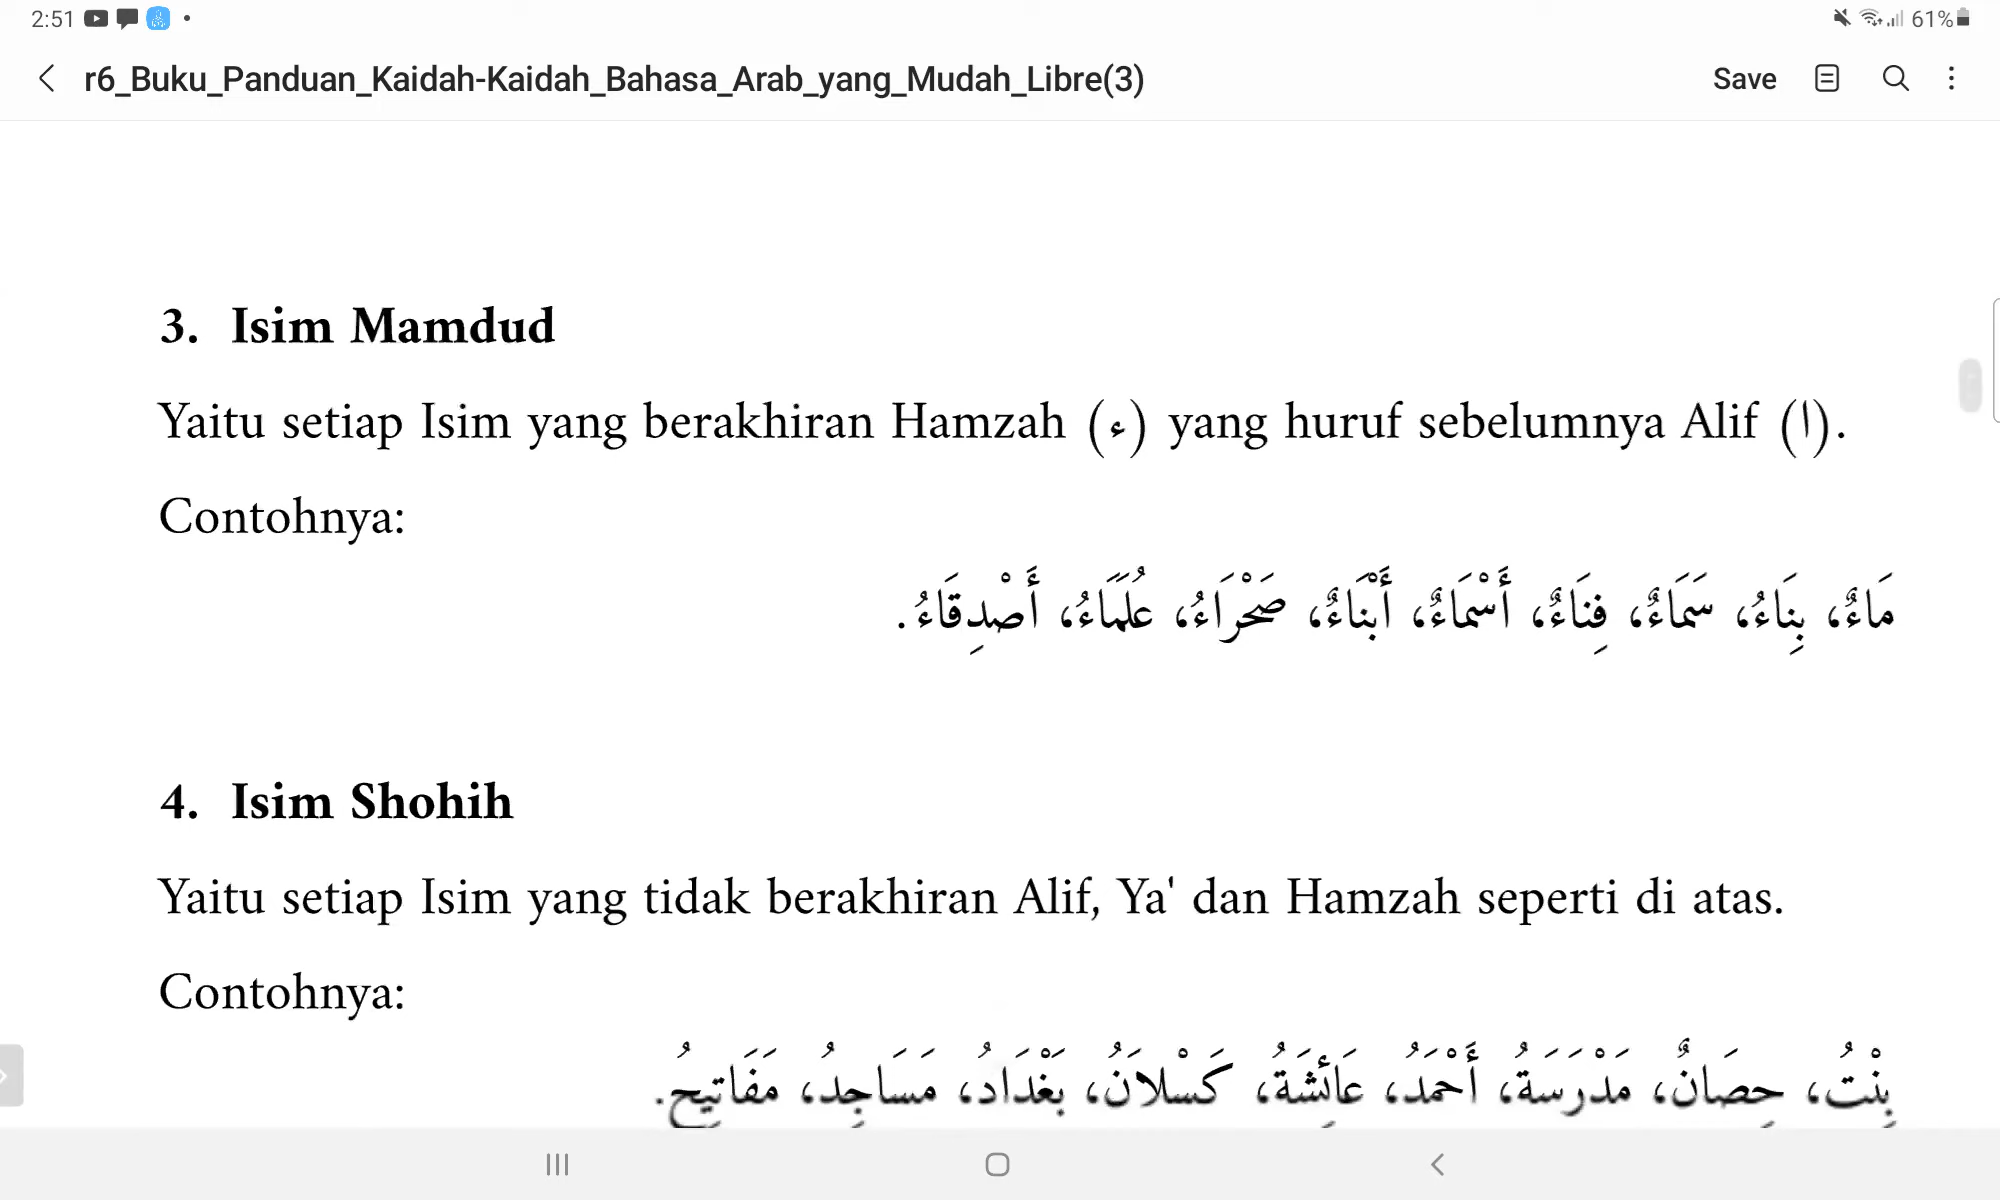 2:51
61%
r6_Buku_Panduan_Kaidah-Kaidah_Bahasa_Arab_yang_Mudah_Libre(3)
Save
3. Isim Mamdud
Yaitu setiap Isim yang berakhiran Hamzah (ء) yang huruf sebelumnya Alif (ا).
Contohnya:
مَاءٌ، بِنَاءُ، سَمَاءٌ، فِنَاءٌ، أَسْمَاءٌ، أَبْنَاءٌ، صَحْرَاءُ، عُلَمَاءُ، أَصْدِقَاءُ.
4. Isim Shohih
Yaitu setiap Isim yang tidak berakhiran Alif, Ya' dan Hamzah seperti di atas.
Contohnya:
بِنْتُ، حِصَانٌ، مَدْرَسَةُ، أَحْمَدُ، عَائِشَةُ، كَسْلَانُ، بَغْدَادُ، مَسَاجِدُ، مَفَاتِيحُ.